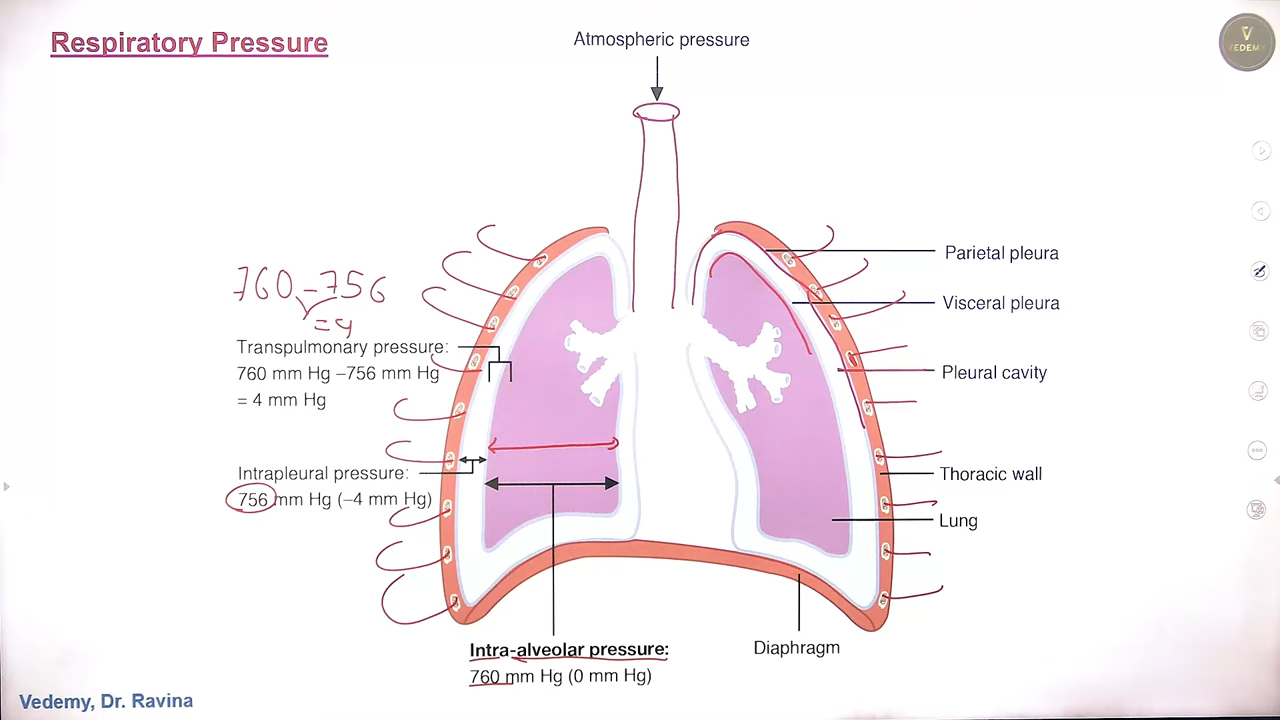 Respiratory Pressure
Atmospheric pressure
VEDEMY
760 – 756
= 4
Transpulmonary pressure:
760 mm Hg –756 mm Hg
= 4 mm Hg
Intrapleural pressure:
756 mm Hg (–4 mm Hg)
Parietal pleura
Visceral pleura
Pleural cavity
Thoracic wall
Lung
Diaphragm
Intra-alveolar pressure:
760 mm Hg (0 mm Hg)
Vedemy, Dr. Ravina